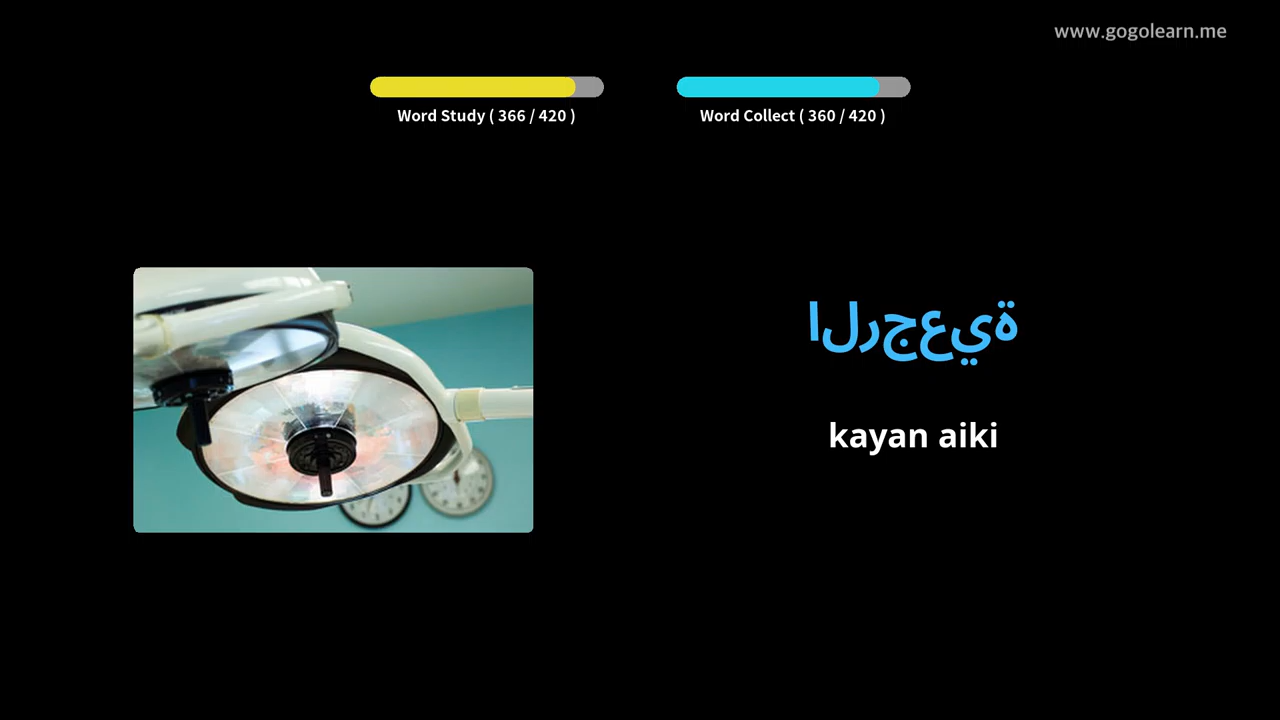 www.gogolearn.me
Word Study ( 366 / 420 )
Word Collect ( 360 / 420 )
الرجعية
kayan aiki